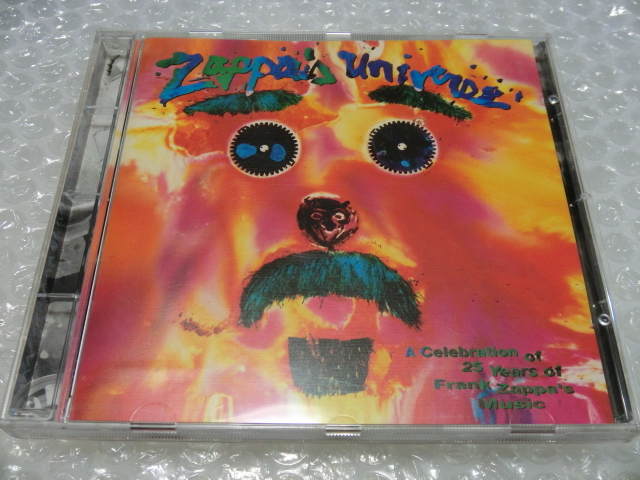 Zappa's Universe
A Celebration of
25 Years of
Frank Zappa's
Music